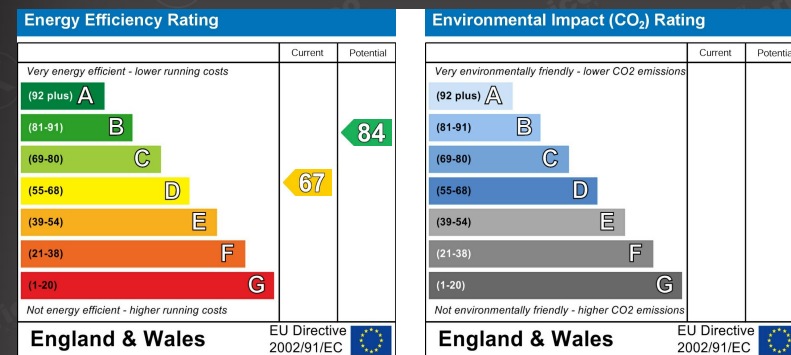 Energy Efficiency Rating
Current Potential
Very energy efficient - lower running costs
(92 plus) A
(81-91) B
84
(69-80) C
(55-68) D
67
(39-54) E
(21-38) F
(1-20) G
Not energy efficient - higher running costs
England & Wales
EU Directive
2002/91/EC
Environmental Impact (CO₂) Rating
Current Potential
Very environmentally friendly - lower CO2 emissions
(92 plus) A
(81-91) B
(69-80) C
(55-68) D
(39-54) E
(21-38) F
(1-20) G
Not environmentally friendly - higher CO2 emissions
England & Wales
EU Directive
2002/91/EC